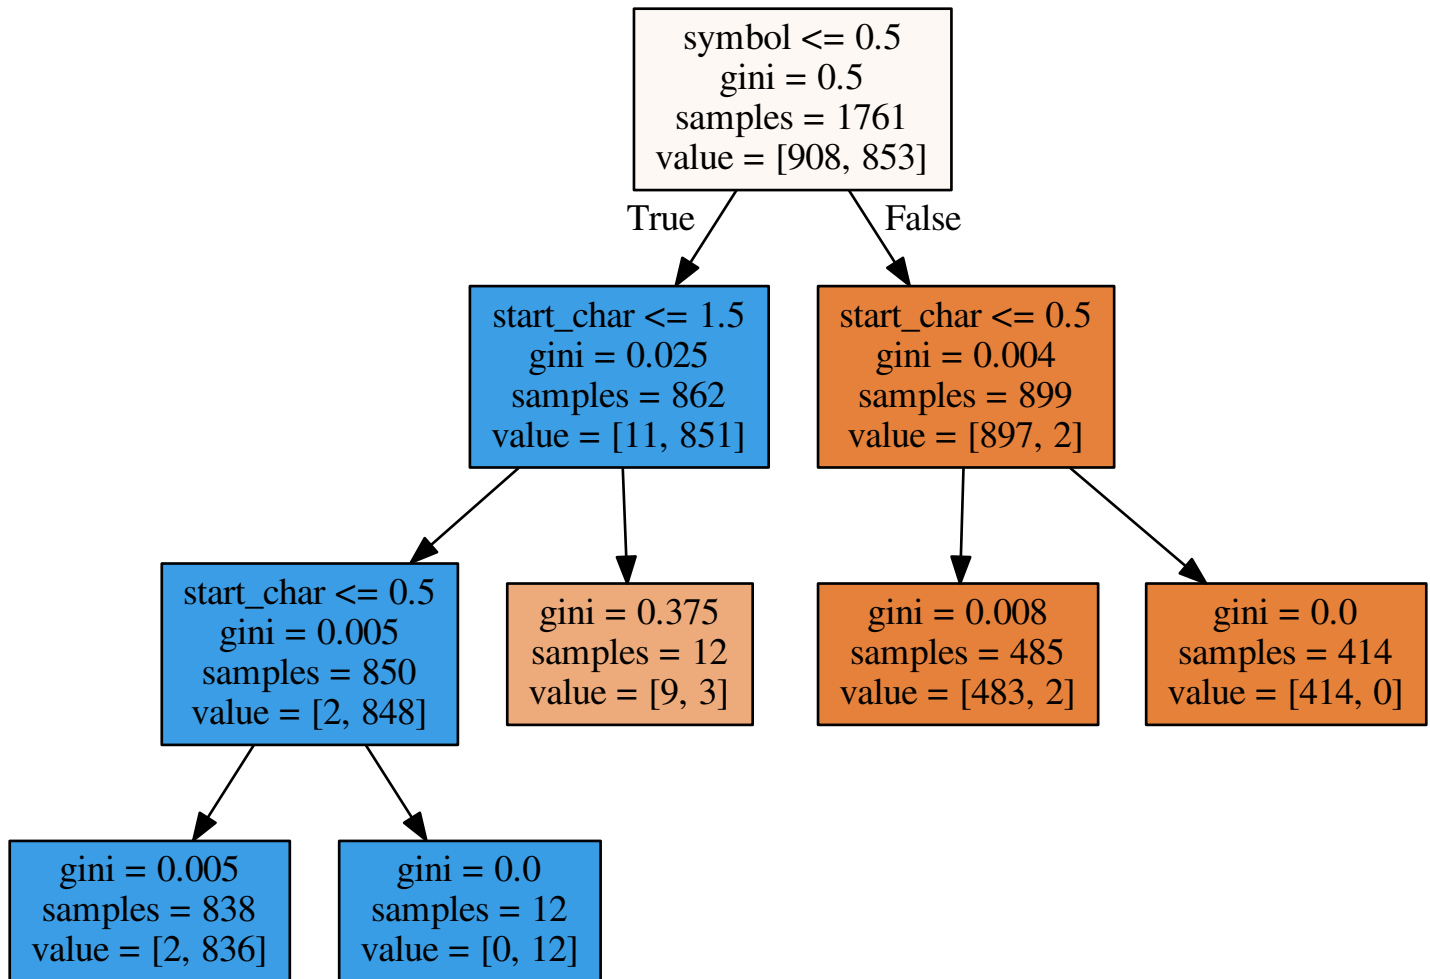 symbol <= 0.5
gini = 0.5
samples = 1761
value = [908, 853]
True
False
start_char <= 1.5
gini = 0.025
samples = 862
value = [11, 851]
start_char <= 0.5
gini = 0.004
samples = 899
value = [897, 2]
start_char <= 0.5
gini = 0.005
samples = 850
value = [2, 848]
gini = 0.375
samples = 12
value = [9, 3]
gini = 0.008
samples = 485
value = [483, 2]
gini = 0.0
samples = 414
value = [414, 0]
gini = 0.005
samples = 838
value = [2, 836]
gini = 0.0
samples = 12
value = [0, 12]